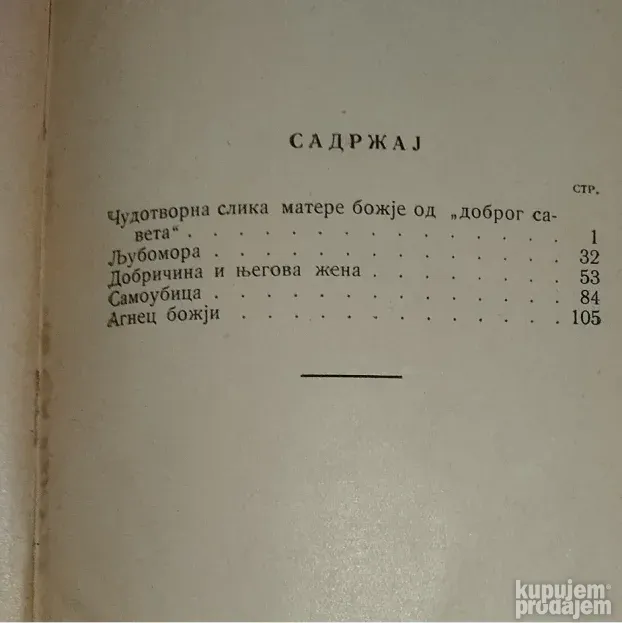 САДРЖАЈ
СТР.
Чудотворна слика матере божје од „доброг са-
вета“ . . . . . . . . . . . . . . . . 1
Љубомора . . . . . . . . . . . . . . . 32
Добричина и његова жена . . . . . . . . . 53
Самоубица . . . . . . . . . . . . . . . 84
Агнец божји . . . . . . . . . . . . . . 105
kupujem
prodajem